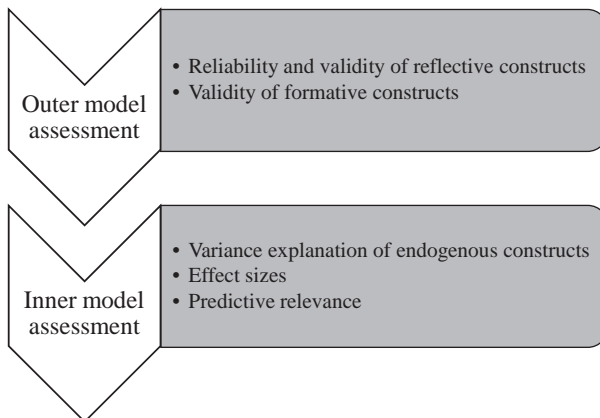 Outer model
assessment
• Reliability and validity of reflective constructs
• Validity of formative constructs
Inner model
assessment
• Variance explanation of endogenous constructs
• Effect sizes
• Predictive relevance